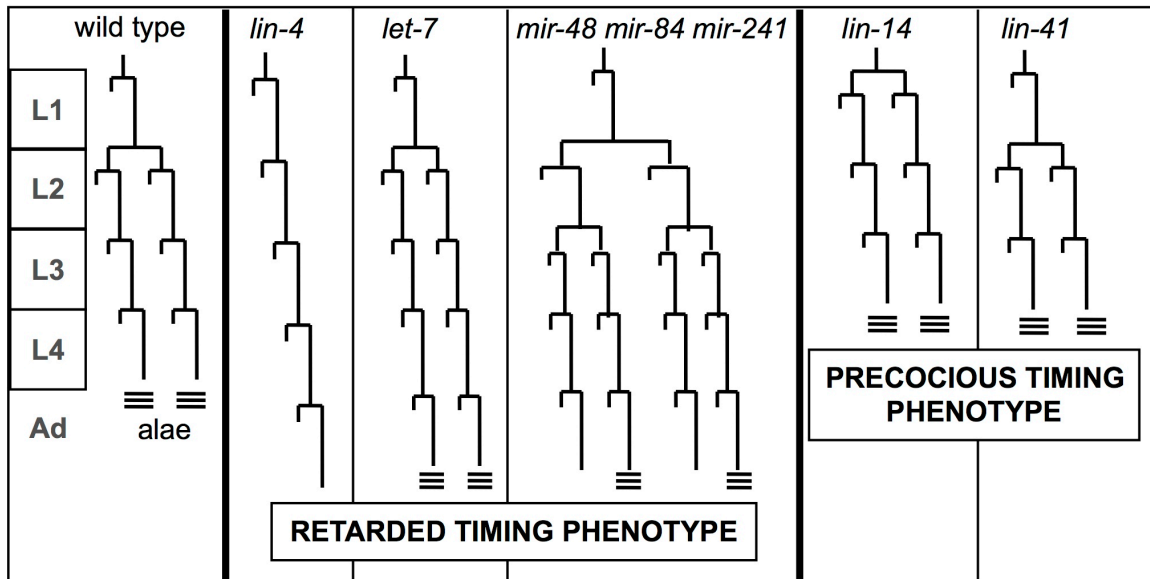 wild type
lin-4
let-7
mir-48 mir-84 mir-241
lin-14
lin-41
L1
L2
L3
L4
Ad
alae
PRECOCIOUS TIMING
PHENOTYPE
RETARDED TIMING PHENOTYPE